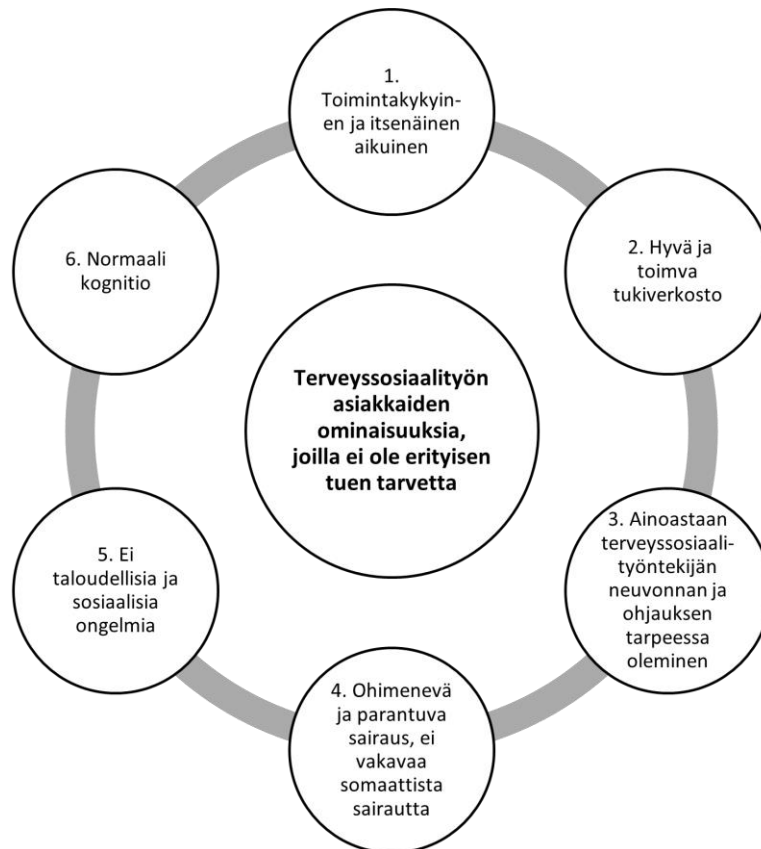 1.
Toimintakykyin-
en ja itsenäinen
aikuinen
2. Hyvä ja
toimva
tukiverkosto
3. Ainoastaan
terveyssosiaali-
työntekijän
neuvonnan ja
ohjauksen
tarpeessa
oleminen
4. Ohimenevä
ja parantuva
sairaus, ei
vakavaa
somaattista
sairautta
5. Ei
taloudellisia ja
sosiaalisia
ongelmia
6. Normaali
kognitio
Terveyssosiaalityön
asiakkaiden
ominaisuuksia,
joilla ei ole erityisen
tuen tarvetta